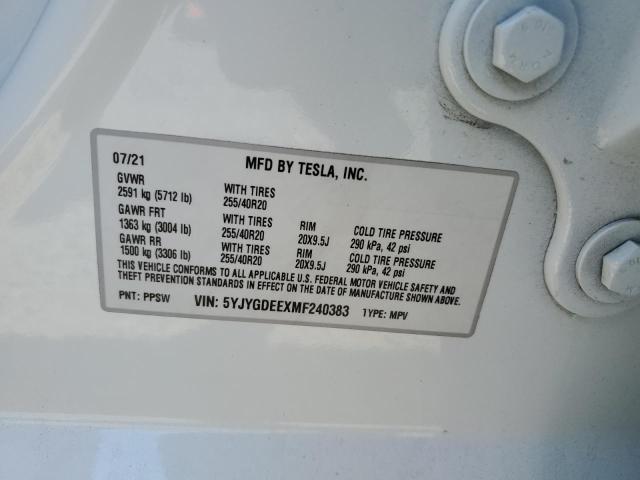 07/21 MFD BY TESLA, INC.
GVWR
2591 kg (5712 lb) WITH TIRES 255/40R20
GAWR FRT
1363 kg (3004 lb) WITH TIRES 255/40R20 RIM 20X9.5J COLD TIRE PRESSURE 290 kPa, 42 psi
GAWR RR
1500 kg (3306 lb) WITH TIRES 255/40R20 RIM 20X9.5J COLD TIRE PRESSURE 290 kPa, 42 psi
THIS VEHICLE CONFORMS TO ALL APPLICABLE U.S. FEDERAL MOTOR VEHICLE SAFETY AND
THEFT PREVENTION STANDARDS IN EFFECT ON THE DATE OF MANUFACTURE SHOWN ABOVE.
PNT: PPSW VIN: 5YJYGDEEXMF240383 TYPE: MPV